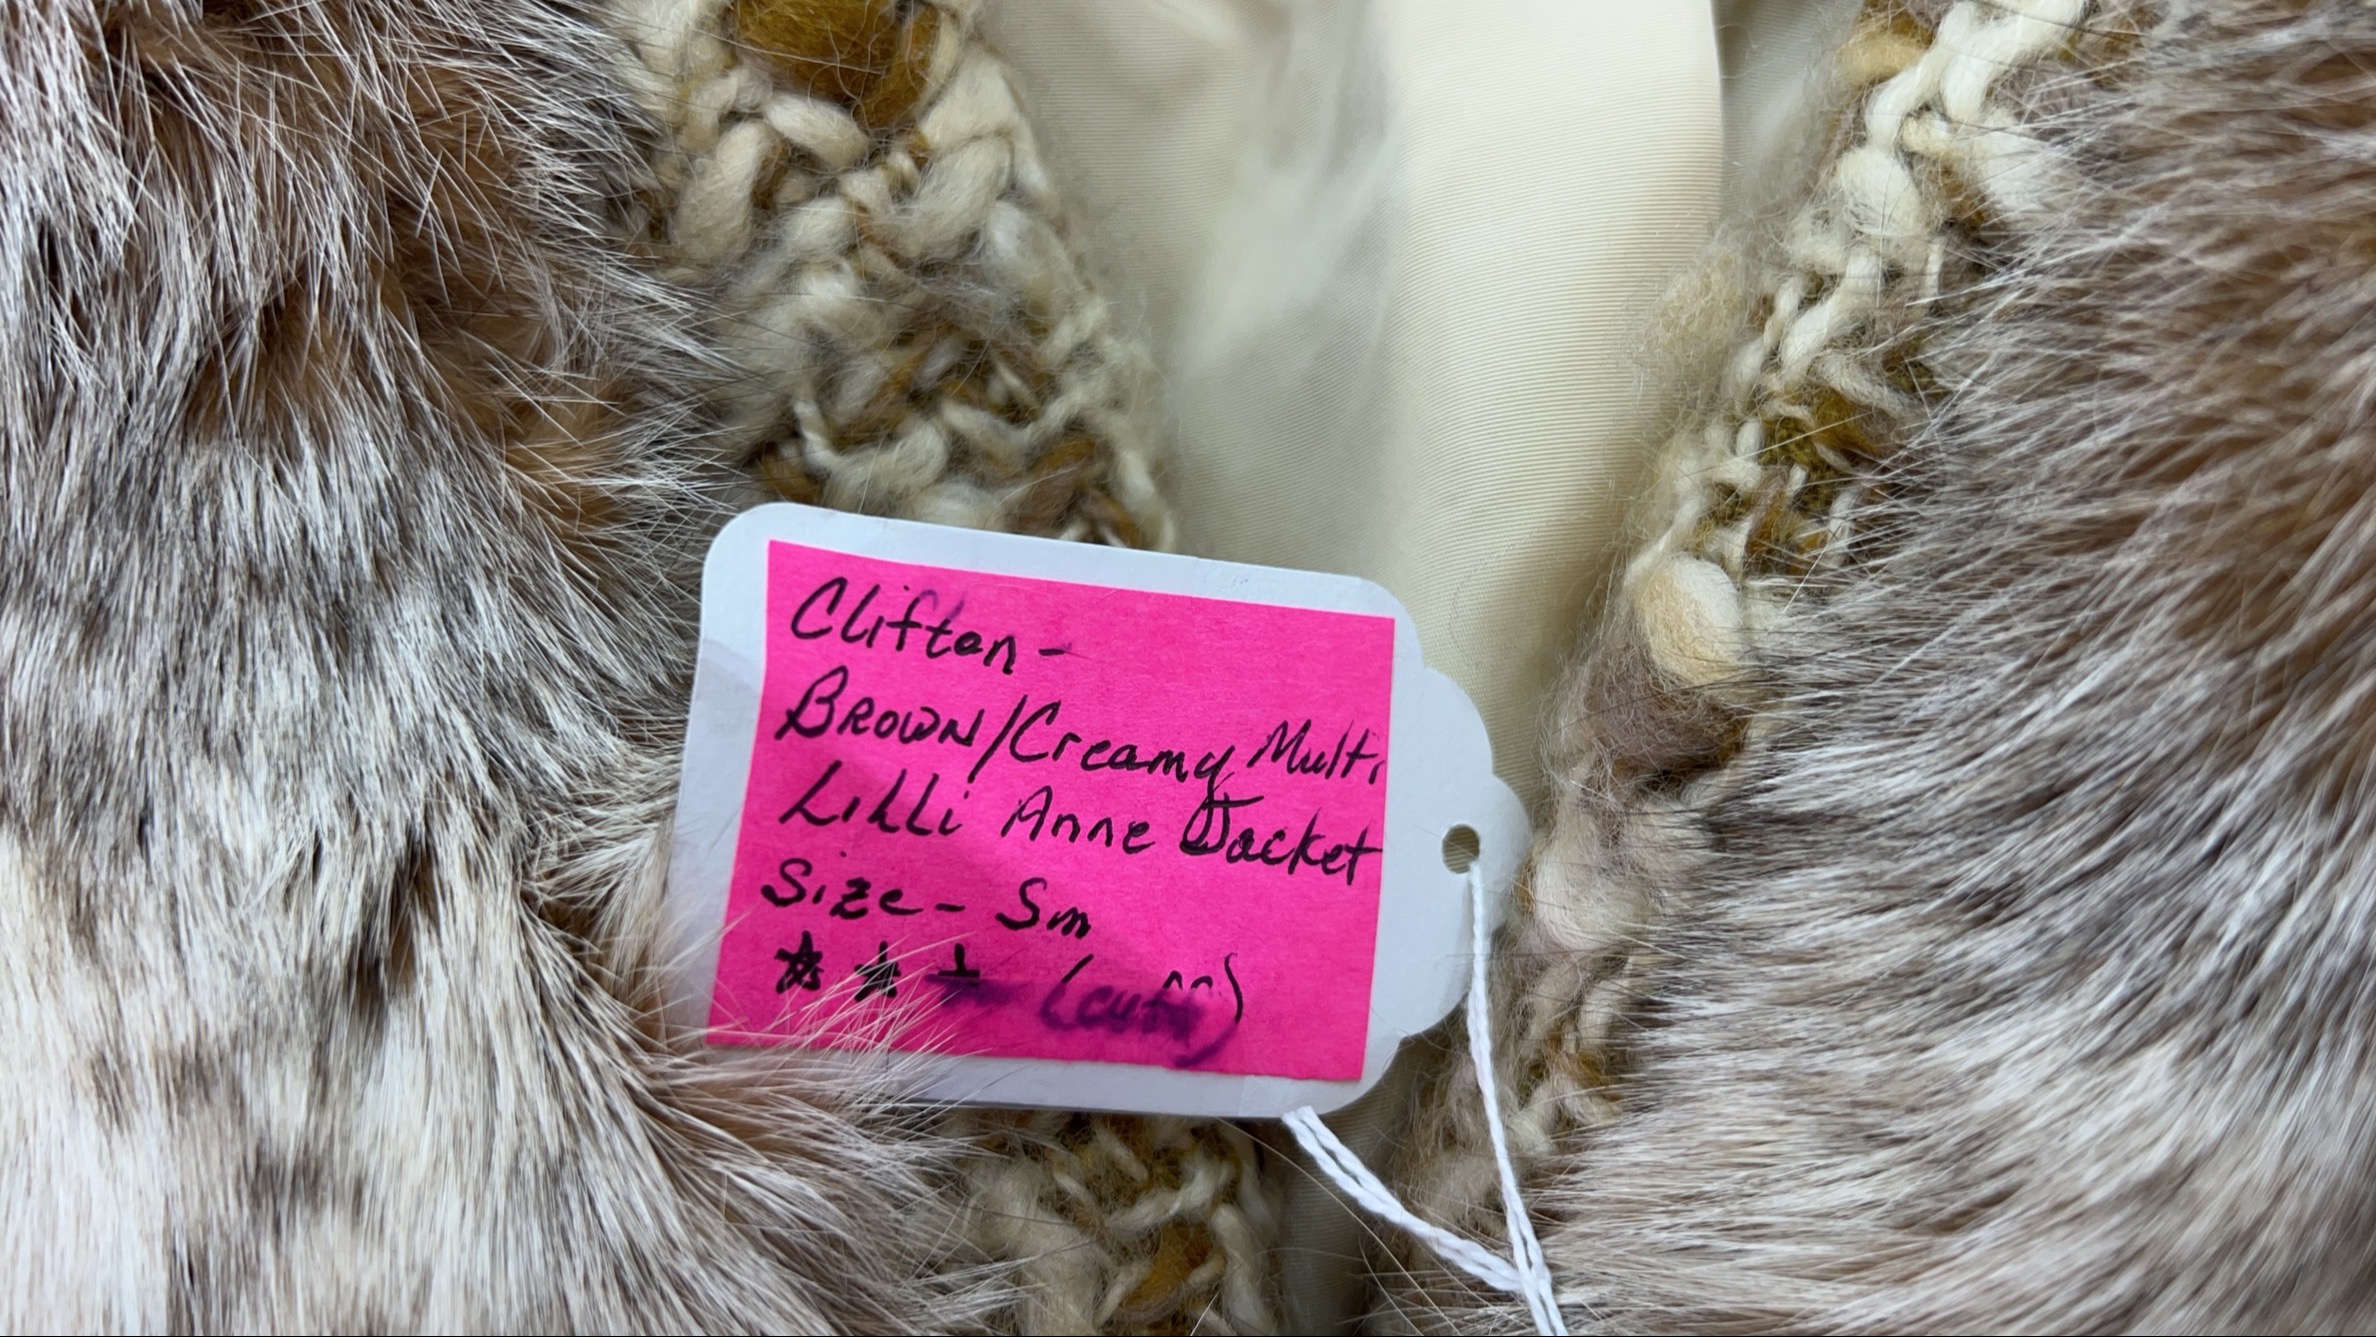 Clifton -
BROWN/Creamy Multi
Lilli Anne Jacket
Size - Sm
★ ★ ★ (cuff)